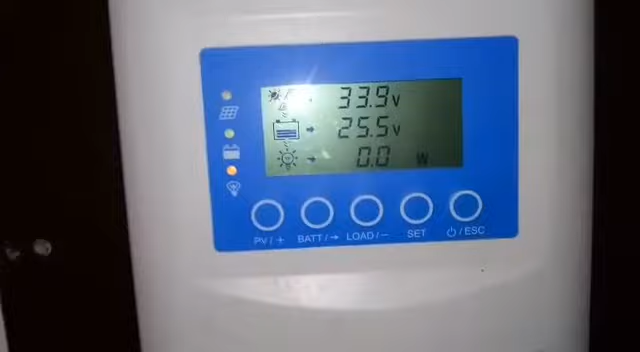 33.9V
25.5V
0.0 W
PV / + BATT / → LOAD / − SET ⏻ / ESC